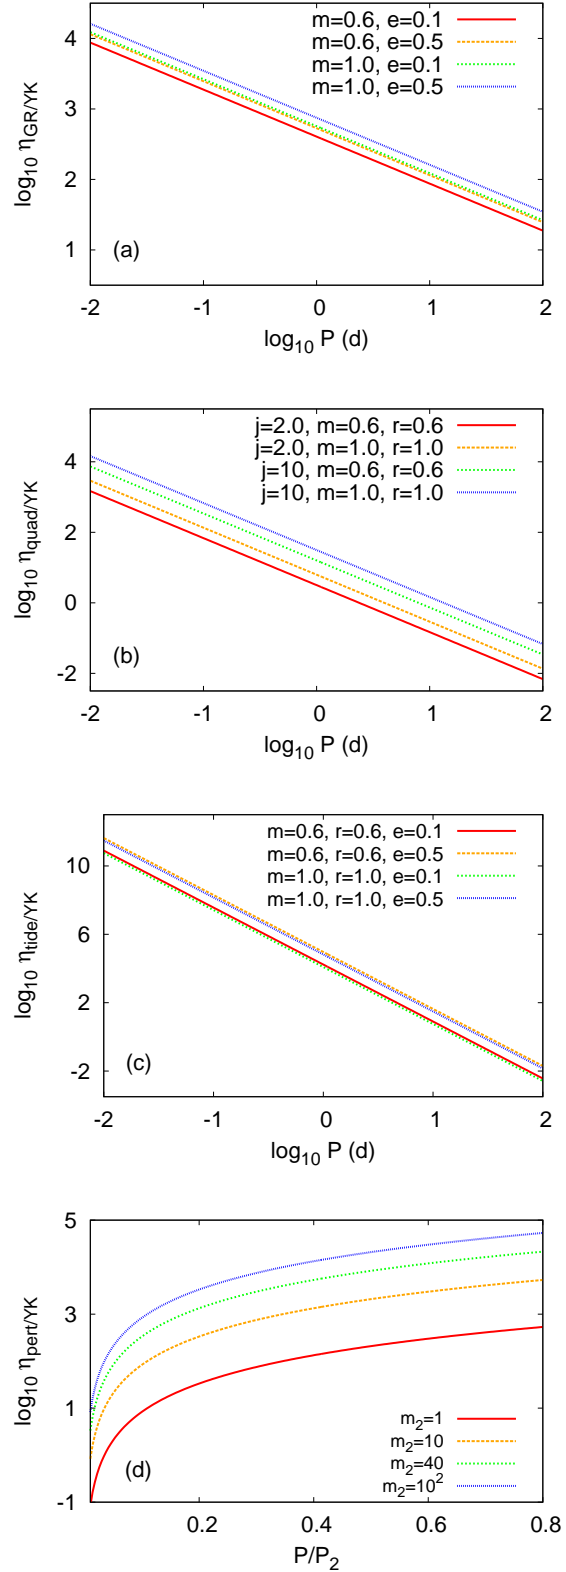 m=0.6, e=0.1
m=0.6, e=0.5
m=1.0, e=0.1
m=1.0, e=0.5
4
3
2
1
log10 ηGR/YK
(a)
-2 -1 0 1 2
log10 P (d)
j=2.0, m=0.6, r=0.6
j=2.0, m=1.0, r=1.0
j=10, m=0.6, r=0.6
j=10, m=1.0, r=1.0
4
2
0
-2
log10 ηquad/YK
(b)
-2 -1 0 1 2
log10 P (d)
m=0.6, r=0.6, e=0.1
m=0.6, r=0.6, e=0.5
m=1.0, r=1.0, e=0.1
m=1.0, r=1.0, e=0.5
10
6
2
-2
log10 ηtide/YK
(c)
-2 -1 0 1 2
log10 P (d)
5
3
1
-1
log10 ηpert/YK
m2=1
m2=10
m2=40
m2=10²
(d)
0.2 0.4 0.6 0.8
P/P2